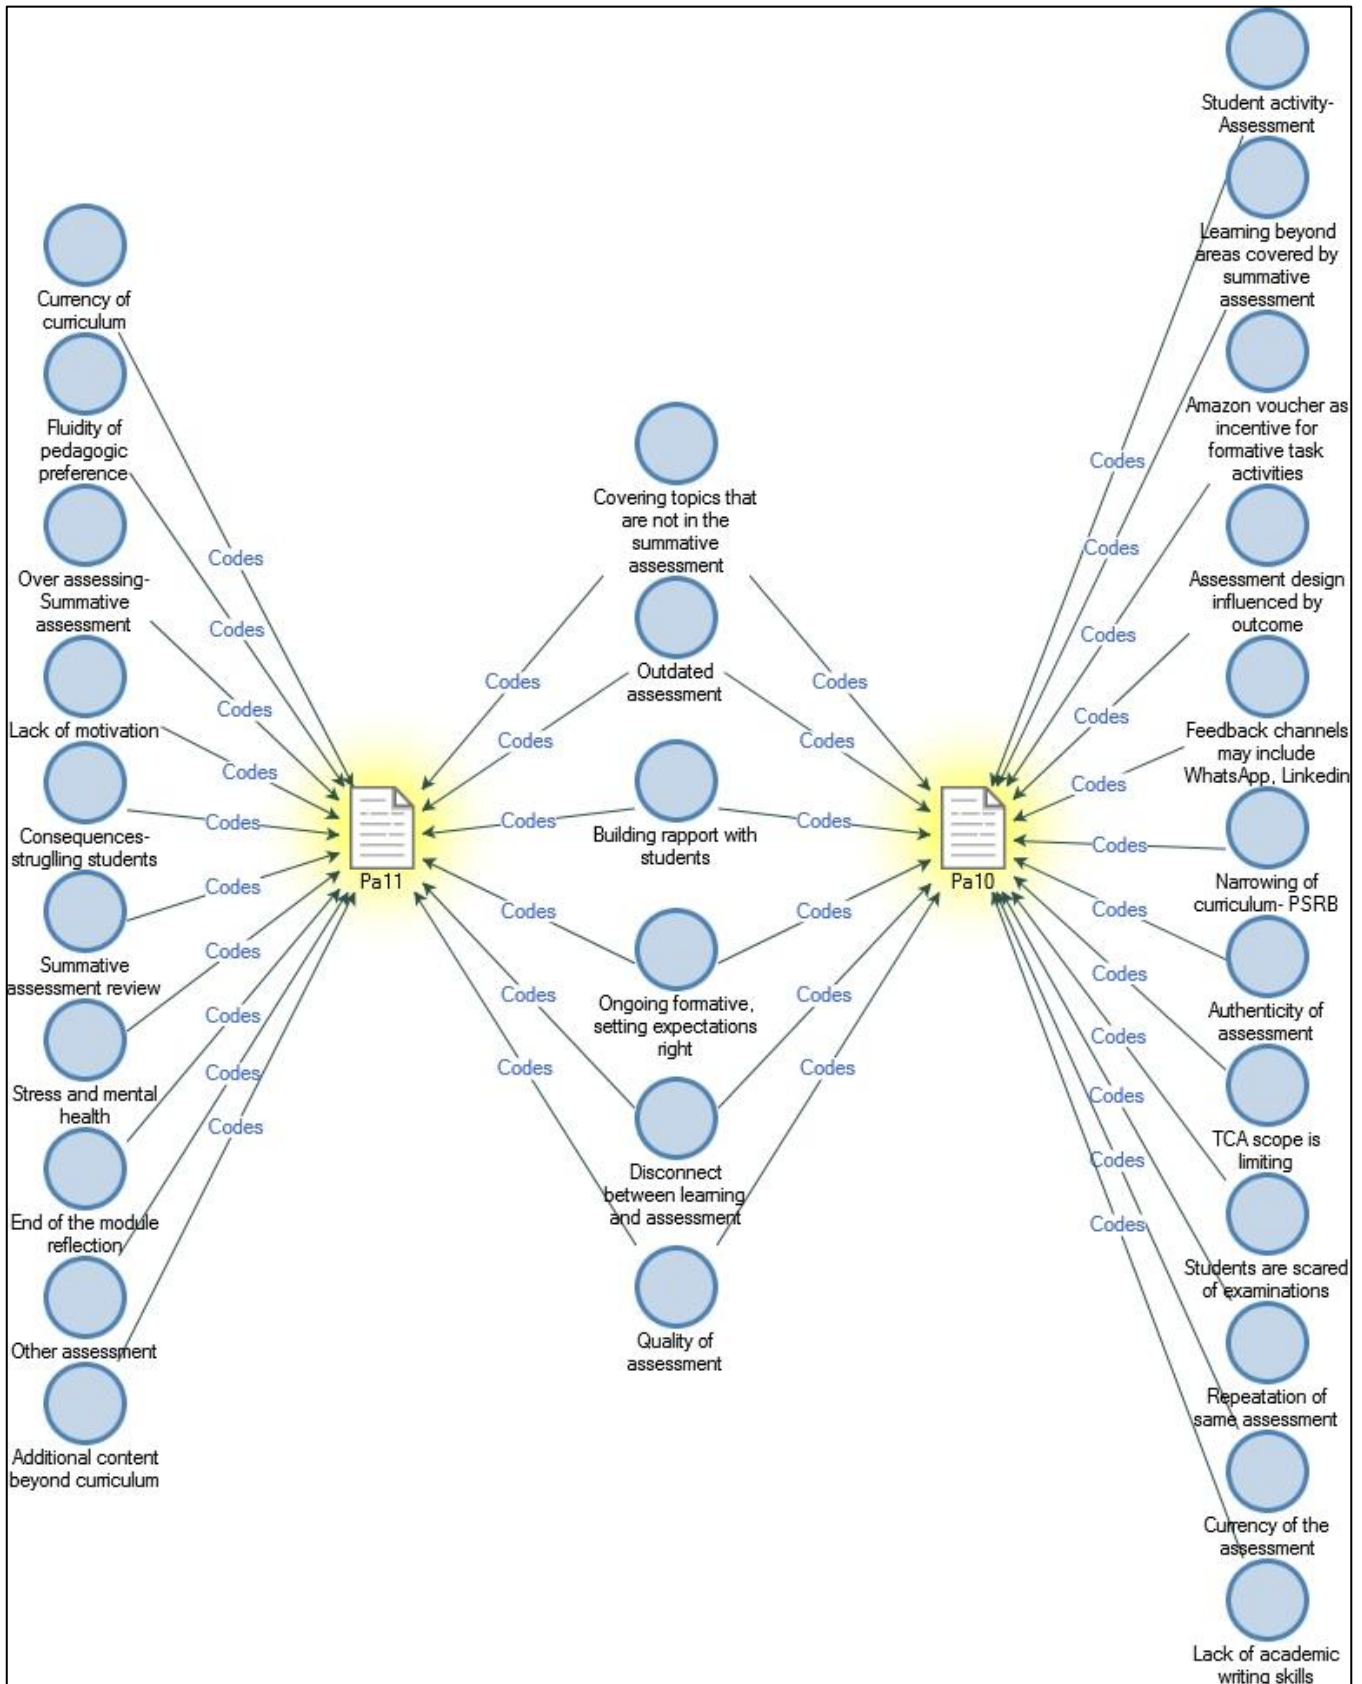 Currency of
curriculum
Fluidity of
pedagogic
preference
Over assessing-
Summative
assessment
Lack of motivation
Consequences-
struglling students
Summative
assessment review
Stress and mental
health
End of the module
reflection
Other assessment
Additional content
beyond curriculum
Codes
Codes
Codes
Codes
Codes
Codes
Codes
Codes
Codes
Codes
Pa11
Codes
Codes
Codes
Codes
Codes
Codes
Covering topics that
are not in the
summative
assessment
Outdated
assessment
Building rapport with
students
Ongoing formative,
setting expectations
right
Disconnect
between learning
and assessment
Quality of
assessment
Codes
Codes
Codes
Codes
Codes
Codes
Pa10
Codes
Codes
Codes
Codes
Codes
Codes
Codes
Codes
Codes
Codes
Codes
Codes
Student activity-
Assessment
Learning beyond
areas covered by
summative
assessment
Amazon voucher as
incentive for
formative task
activities
Assessment design
influenced by
outcome
Feedback channels
may include
WhatsApp, Linkedin
Narrowing of
curriculum- PSRB
Authenticity of
assessment
TCA scope is
limiting
Students are scared
of examinations
Repeatation of
same assessment
Currency of the
assessment
Lack of academic
writing skills